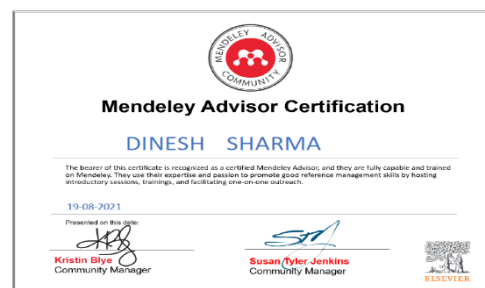 MENDELEY ADVISOR
COMMUNITY
Mendeley Advisor Certification
DINESH SHARMA
The bearer of this certificate is recognized as a certified Mendeley Advisor, and they are fully capable and trained
on Mendeley. They use their expertise and passion to promote good reference management skills by hosting
introductory sessions, trainings, and facilitating one-on-one outreach.
19-08-2021
Presented on this date:
Kristin Blye
Community Manager
Susan Tyler Jenkins
Community Manager
ELSEVIER